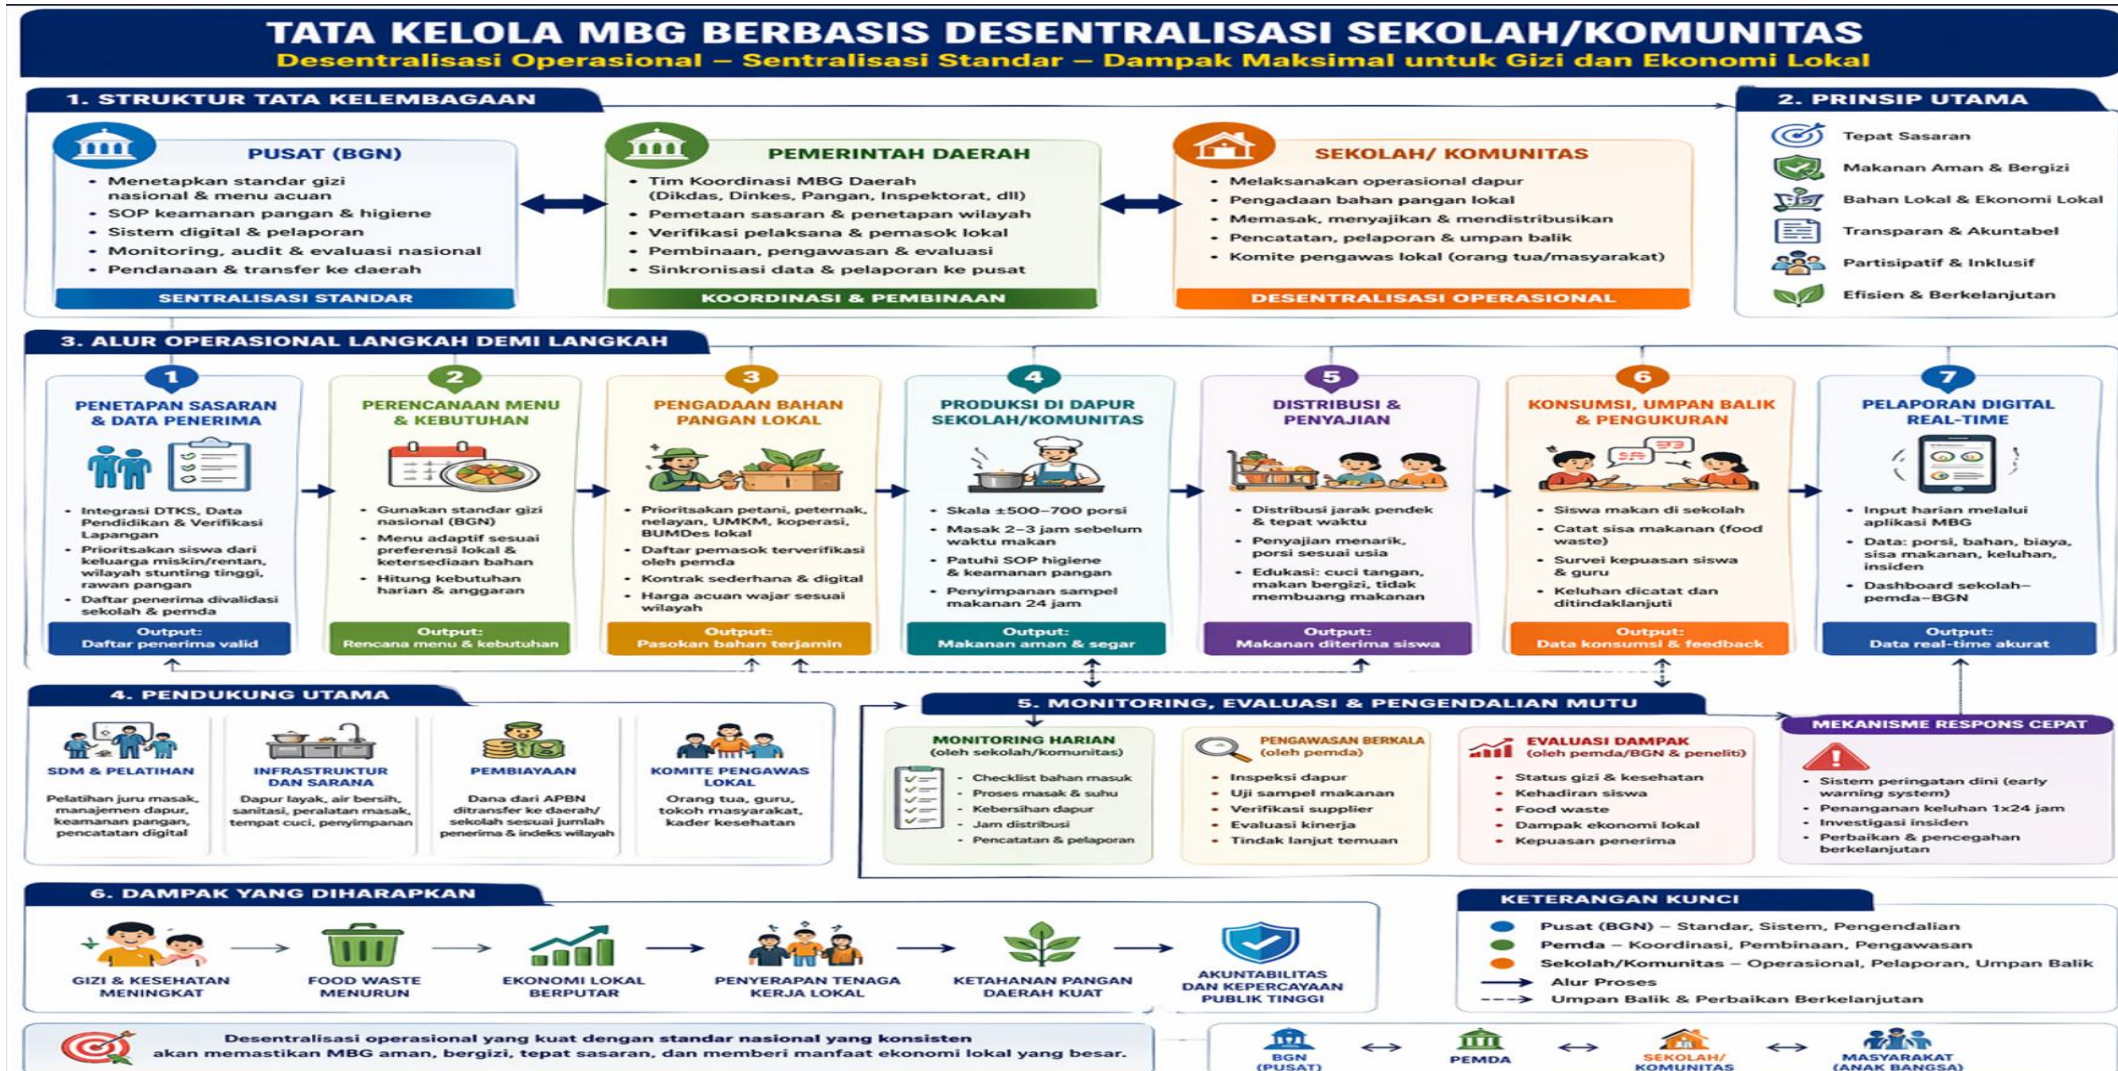 TATA KELOLA MBG BERBASIS DESENTRALISASI SEKOLAH/KOMUNITAS
Desentralisasi Operasional – Sentralisasi Standar – Dampak Maksimal untuk Gizi dan Ekonomi Lokal
1. STRUKTUR TATA KELEMBAGAAN
PUSAT (BGN)
• Menetapkan standar gizi
nasional & menu acuan
• SOP keamanan pangan & higiene
• Sistem digital & pelaporan
• Monitoring, audit & evaluasi nasional
• Pendanaan & transfer ke daerah
SENTRALISASI STANDAR
PEMERINTAH DAERAH
• Tim Koordinasi MBG Daerah
(Dikdas, Dinkes, Pangan, Inspektorat, dll)
• Pemetaan sasaran & penetapan wilayah
• Verifikasi pelaksana & pemasok lokal
• Pembinaan, pengawasan & evaluasi
• Sinkronisasi data & pelaporan ke pusat
KOORDINASI & PEMBINAAN
SEKOLAH/ KOMUNITAS
• Melaksanakan operasional dapur
• Pengadaan bahan pangan lokal
• Memasak, menyajikan & mendistribusikan
• Pencatatan, pelaporan & umpan balik
• Komite pengawas lokal (orang tua/masyarakat)
DESENTRALISASI OPERASIONAL
2. PRINSIP UTAMA
Tepat Sasaran
Makanan Aman & Bergizi
Bahan Lokal & Ekonomi Lokal
Transparan & Akuntabel
Partisipatif & Inklusif
Efisien & Berkelanjutan
3. ALUR OPERASIONAL LANGKAH DEMI LANGKAH
1
PENETAPAN SASARAN
& DATA PENERIMA
• Integrasi DTKS, Data
Pendidikan & Verifikasi
Lapangan
• Prioritsakan siswa dari
keluarga miskin/rentan,
wilayah stunting tinggi,
rawan pangan
• Daftar penerima divalidasi
sekolah & pemda
Output:
Daftar penerima valid
2
PERENCANAAN MENU
& KEBUTUHAN
• Gunakan standar gizi
nasional (BGN)
• Menu adaptif sesuai
preferensi lokal &
ketersediaan bahan
• Hitung kebutuhan
harian & anggaran
Output:
Rencana menu & kebutuhan
3
PENGADAAN BAHAN
PANGAN LOKAL
• Prioritsakan petani, peternak,
nelayan, UMKM, koperasi,
BUMDes lokal
• Daftar pemasok terverifikasi
oleh pemda
• Kontrak sederhana & digital
• Harga acuan wajar sesuai
wilayah
Output:
Pasokan bahan terjamin
4
PRODUKSI DI DAPUR
SEKOLAH/KOMUNITAS
• Skala ±500–700 porsi
• Masak 2–3 jam sebelum
waktu makan
• Patuhi SOP higiene
& keamanan pangan
• Penyimpanan sampel
makanan 24 jam
Output:
Makanan aman & segar
5
DISTRIBUSI &
PENYAJIAN
• Distribusi jarak pendek
& tepat waktu
• Penyajian menarik,
porsi sesuai usia
• Edukasi: cuci tangan,
makan bergizi, tidak
membuang makanan
Output:
Makanan diterima siswa
6
KONSUMSI, UMPAN BALIK
& PENGUKURAN
• Siswa makan di sekolah
• Catat sisa makanan (food
waste)
• Survei kepuasan siswa
& guru
• Keluhan dicatat dan
ditindaklanjuti
Output:
Data konsumsi & feedback
7
PELAPORAN DIGITAL
REAL-TIME
• Input harian melalui
aplikasi MBG
• Data: porsi, bahan, biaya,
sisa makanan, keluhan,
insiden
• Dashboard sekolah–
pemda–BGN
Output:
Data real-time akurat
4. PENDUKUNG UTAMA
SDM & PELATIHAN
Pelatihan juru masak,
manajemen dapur,
keamanan pangan,
pencatatan digital
INFRASTRUKTUR
DAN SARANA
Dapur layak, air bersih,
sanitasi, peralatan masak,
tempat cuci, penyimpanan
PEMBIAYAAN
Dana dari APBN
ditransfer ke daerah/
sekolah sesuai jumlah
penerima & indeks wilayah
KOMITE PENGAWAS
LOKAL
Orang tua, guru,
tokoh masyarakat,
kader kesehatan
5. MONITORING, EVALUASI & PENGENDALIAN MUTU
MONITORING HARIAN
(oleh sekolah/komunitas)
• Checklist bahan masuk
• Proses masak & suhu
• Kebersihan dapur
• Jam distribusi
• Pencatatan & pelaporan
PENGAWASAN BERKALA
(oleh pemda)
• Inspeksi dapur
• Uji sampel makanan
• Verifikasi supplier
• Evaluasi kinerja
• Tindak lanjut temuan
EVALUASI DAMPAK
(oleh pemda/BGN & peneliti)
• Status gizi & kesehatan
• Kehadiran siswa
• Food waste
• Dampak ekonomi lokal
• Kepuasan penerima
MEKANISME RESPONS CEPAT
• Sistem peringatan dini (early
warning system)
• Penanganan keluhan 1x24 jam
• Investigasi insiden
• Perbaikan & pencegahan
berkelanjutan
6. DAMPAK YANG DIHARAPKAN
GIZI & KESEHATAN
MENINGKAT
FOOD WASTE
MENURUN
EKONOMI LOKAL
BERPUTAR
PENYERAPAN TENAGA
KERJA LOKAL
KETAHANAN PANGAN
DAERAH KUAT
AKUNTABILITAS
DAN KEPERCAYAAN
PUBLIK TINGGI
KETERANGAN KUNCI
Pusat (BGN) – Standar, Sistem, Pengendalian
Pemda – Koordinasi, Pembinaan, Pengawasan
Sekolah/Komunitas – Operasional, Pelaporan, Umpan Balik
Alur Proses
Umpan Balik & Perbaikan Berkelanjutan
Desentralisasi operasional yang kuat dengan standar nasional yang konsisten
akan memastikan MBG aman, bergizi, tepat sasaran, dan memberi manfaat ekonomi lokal yang besar.
BGN
(PUSAT)
PEMDA
SEKOLAH/
KOMUNITAS
MASYARAKAT
(ANAK BANGSA)